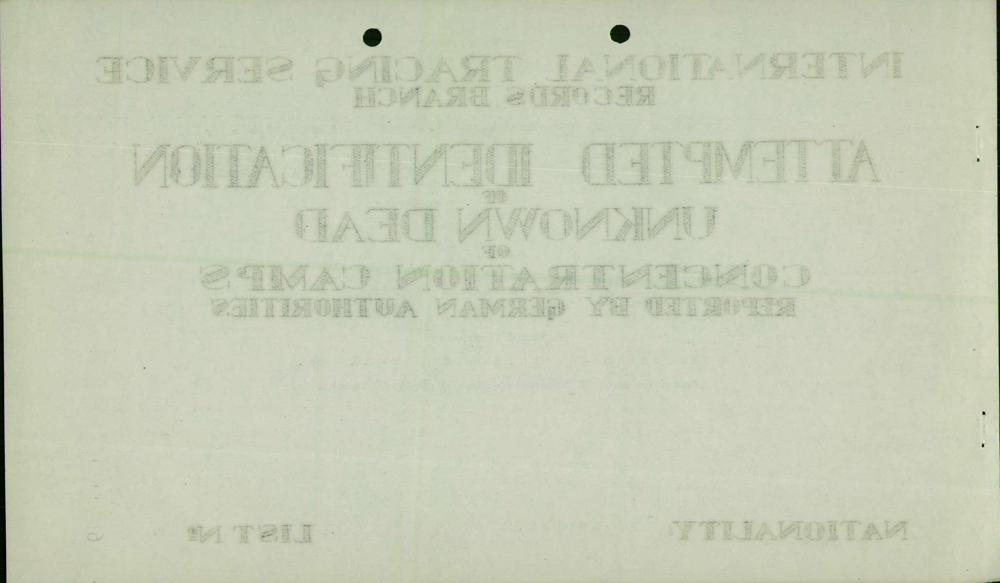 INTERNATIONAL TRACING SERVICE
RECORDS BRANCH
ATTEMPTED IDENTIFICATION
OF
UNKNOWN DEAD
OF
CONCENTRATION CAMPS
REPORTED BY GERMAN AUTHORITIES
NATIONALITY LIST Nº